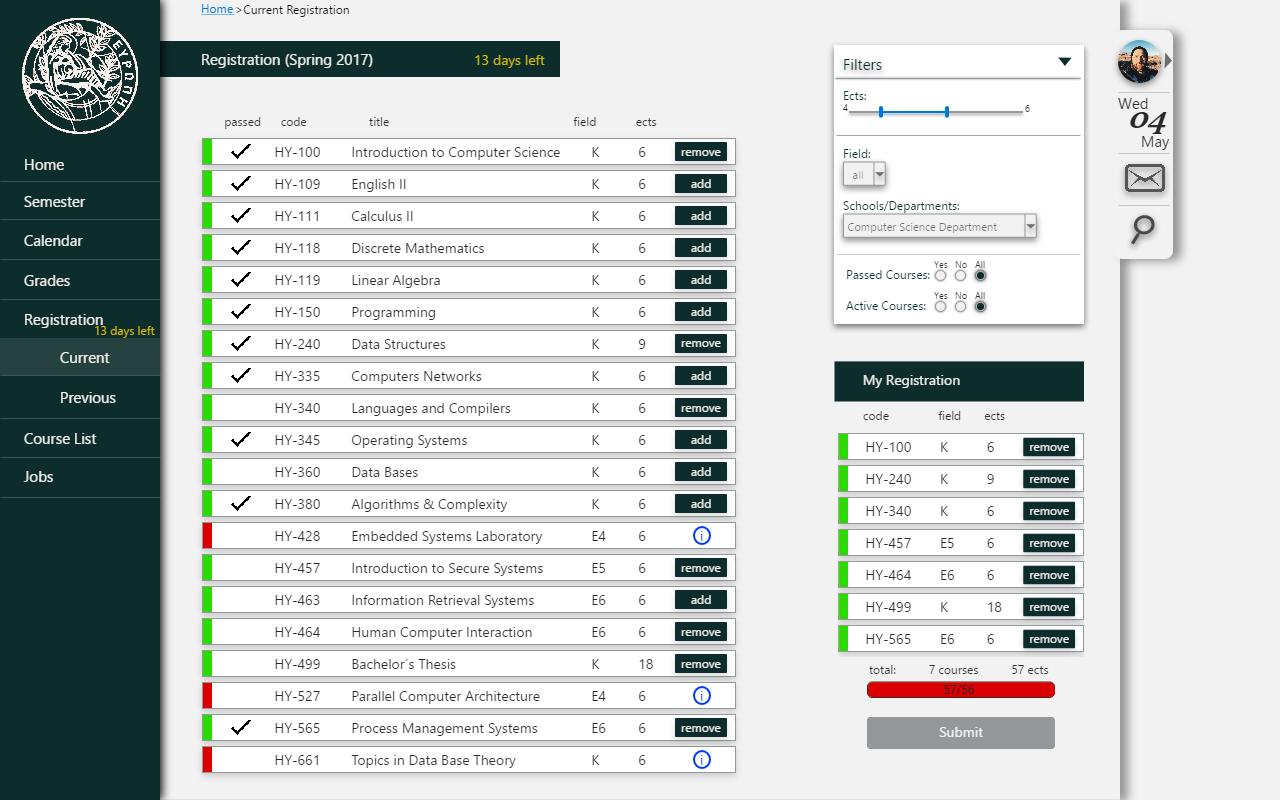 Home >Current Registration
ΕΥΡΩΠΗ
Home
Semester
Calendar
Grades
Registration
13 days left
Current
Previous
Course List
Jobs
Registration (Spring 2017) 13 days left
passed code title field ects
HY-100 Introduction to Computer Science K 6 remove
HY-109 English II K 6 add
HY-111 Calculus II K 6 add
HY-118 Discrete Mathematics K 6 add
HY-119 Linear Algebra K 6 add
HY-150 Programming K 6 add
HY-240 Data Structures K 9 remove
HY-335 Computers Networks K 6 add
HY-340 Languages and Compilers K 6 remove
HY-345 Operating Systems K 6 add
HY-360 Data Bases K 6 add
HY-380 Algorithms & Complexity K 6 add
HY-428 Embedded Systems Laboratory E4 6 i
HY-457 Introduction to Secure Systems E5 6 remove
HY-463 Information Retrieval Systems E6 6 add
HY-464 Human Computer Interaction E6 6 remove
HY-499 Bachelor´s Thesis K 18 remove
HY-527 Parallel Computer Architecture E4 6 i
HY-565 Process Management Systems E6 6 remove
HY-661 Topics in Data Base Theory K 6 i
Filters
Ects:
4 6
Field:
all
Schools/Departments:
Computer Science Department
Yes No All
Passed Courses:
Yes No All
Active Courses:
My Registration
code field ects
HY-100 K 6 remove
HY-240 K 9 remove
HY-340 K 6 remove
HY-457 E5 6 remove
HY-464 E6 6 remove
HY-499 K 18 remove
HY-565 E6 6 remove
total: 7 courses 57 ects
57/56
Submit
Wed
04
May